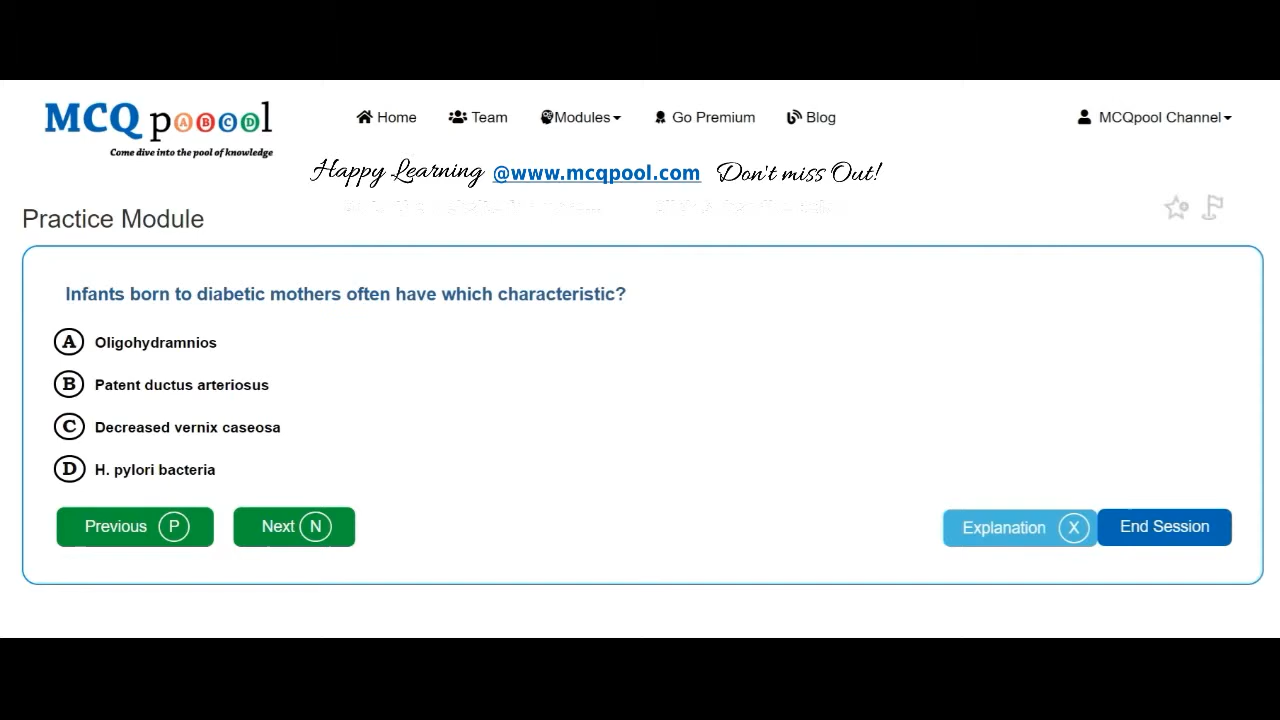 MCQ pooool
Come dive into the pool of knowledge
Home Team Modules Go Premium Blog MCQpool Channel
Happy Learning @www.mcqpool.com Don't miss Out!
Practice Module
Infants born to diabetic mothers often have which characteristic?
A Oligohydramnios
B Patent ductus arteriosus
C Decreased vernix caseosa
D H. pylori bacteria
Previous P Next N Explanation X End Session